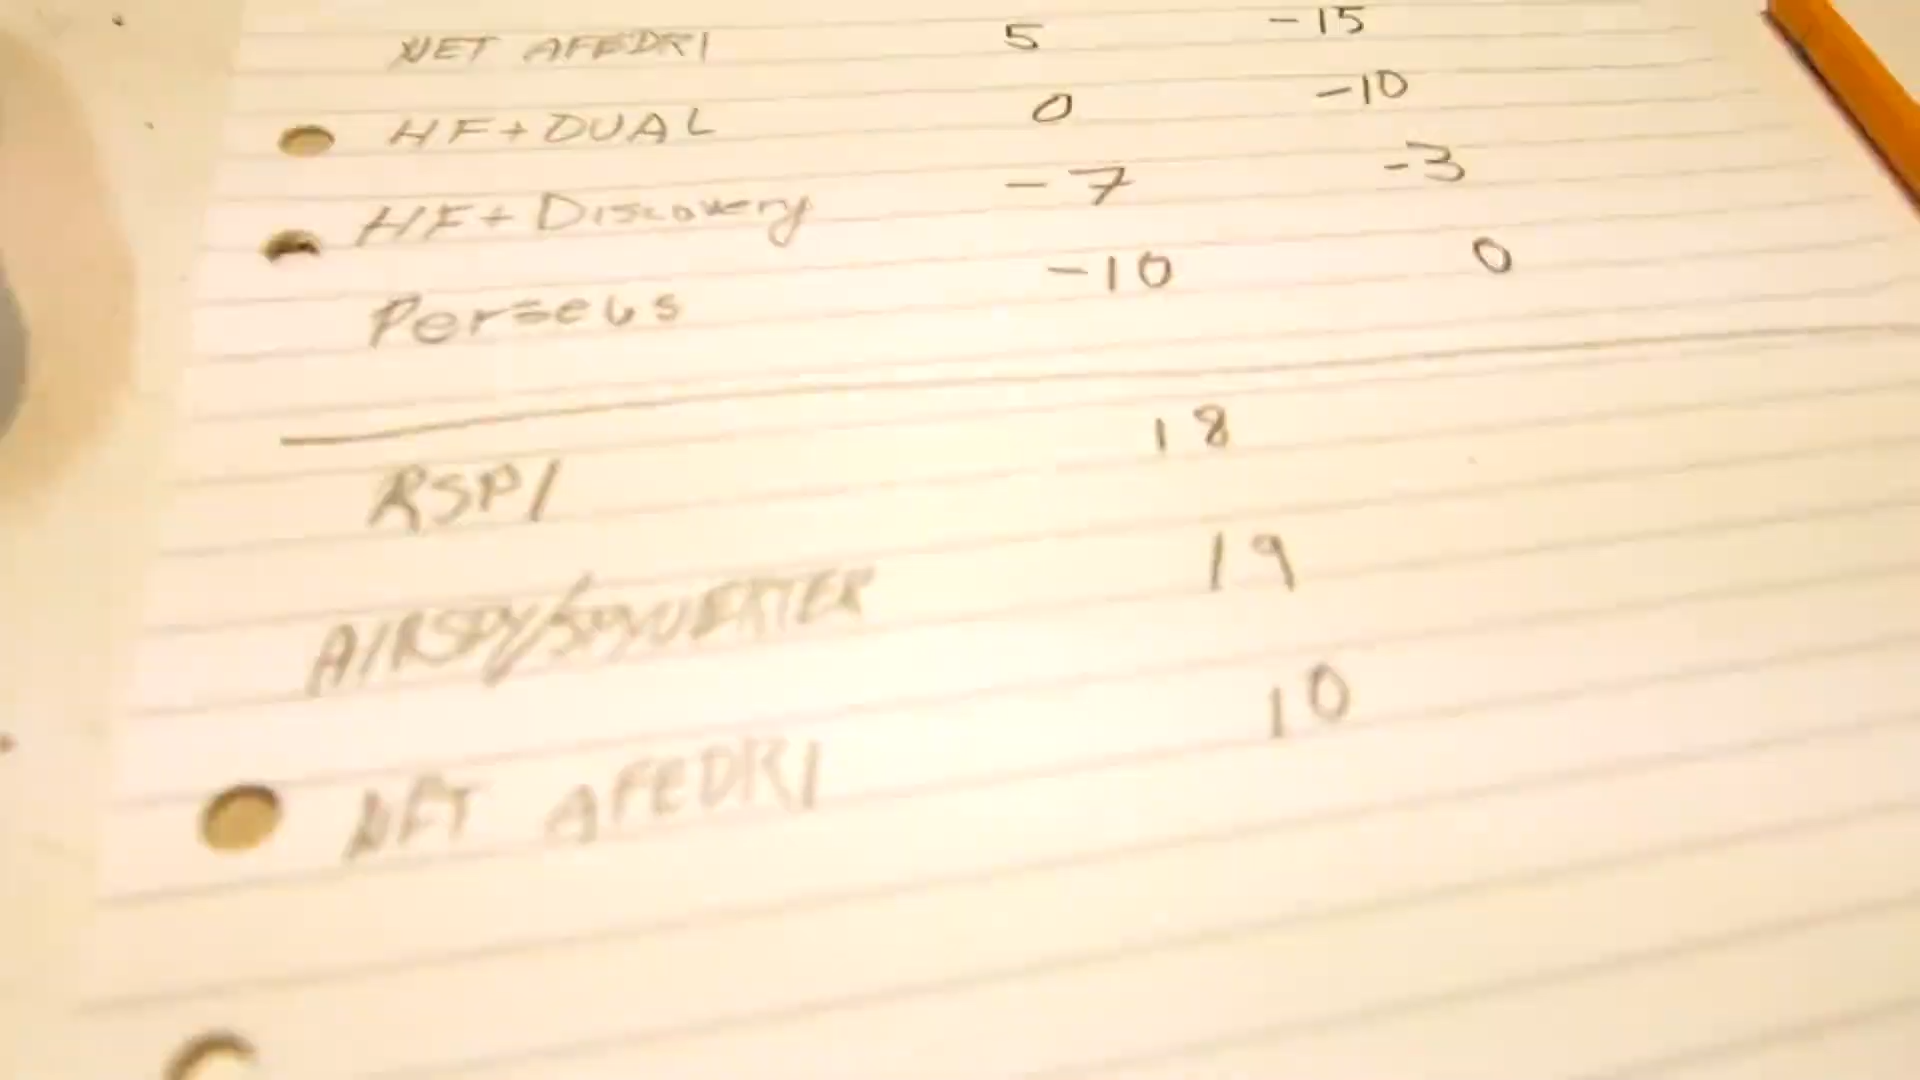 NET AFEDRI 5 -15
HF+ DUAL 0 -10
HF+ Discovery -7 -3
Perseus -10 0
RSP1 18
AIRSPY/SPYVERTER 19
NET AFEDRI 10